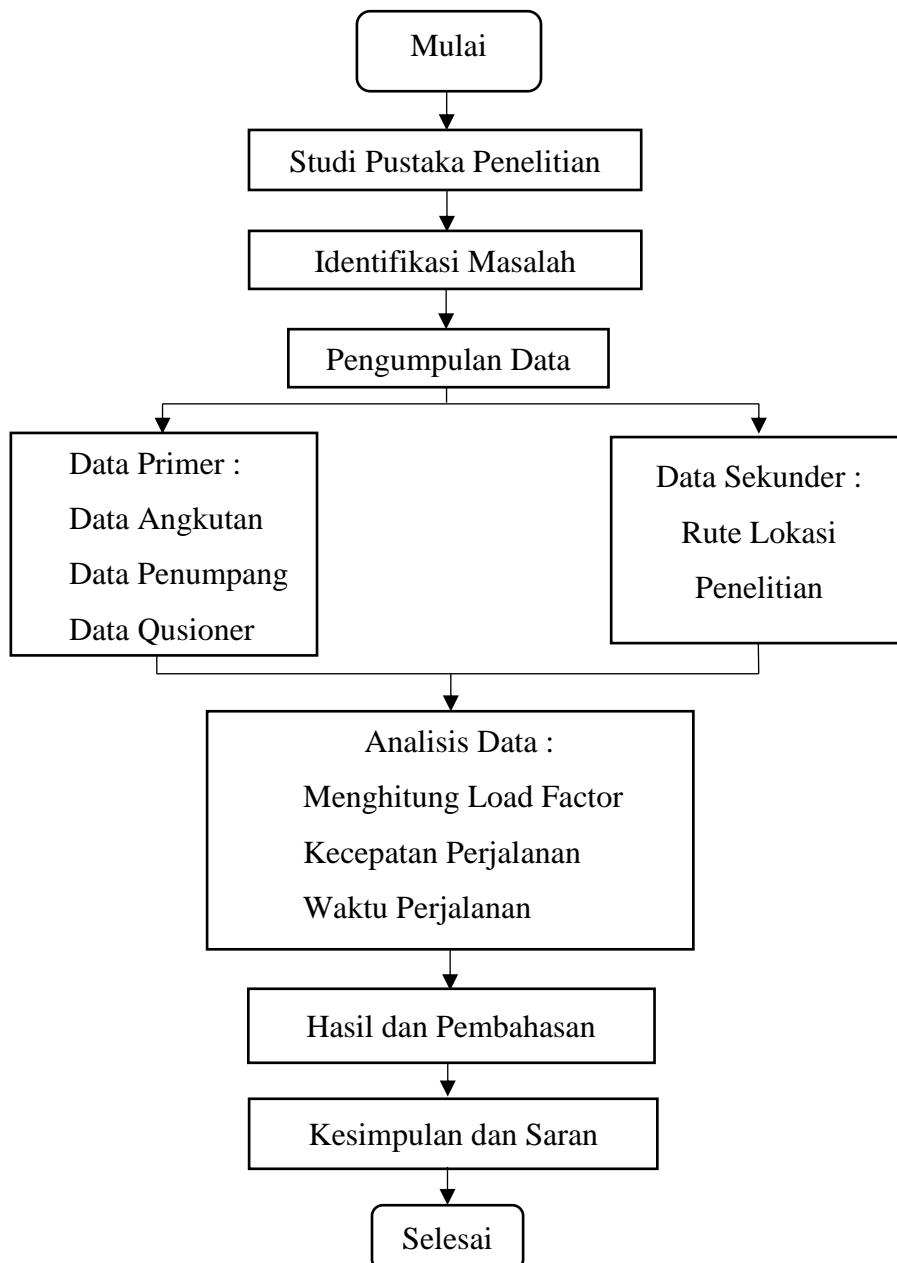 Mulai
Studi Pustaka Penelitian
Identifikasi Masalah
Pengumpulan Data
Data Primer :
Data Angkutan
Data Penumpang
Data Qusioner
Data Sekunder :
Rute Lokasi
Penelitian
Analisis Data :
Menghitung Load Factor
Kecepatan Perjalanan
Waktu Perjalanan
Hasil dan Pembahasan
Kesimpulan dan Saran
Selesai